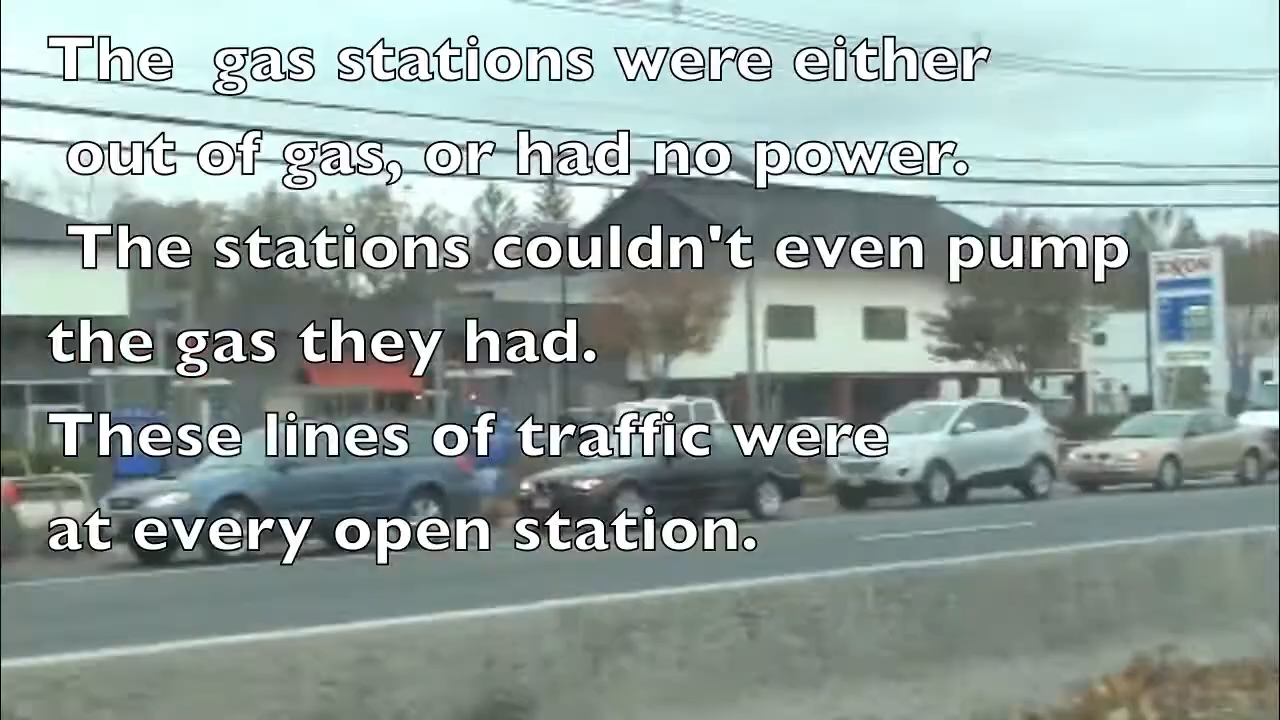 The gas stations were either
out of gas, or had no power.
The stations couldn't even pump
the gas they had.
These lines of traffic were
at every open station.
EXXON